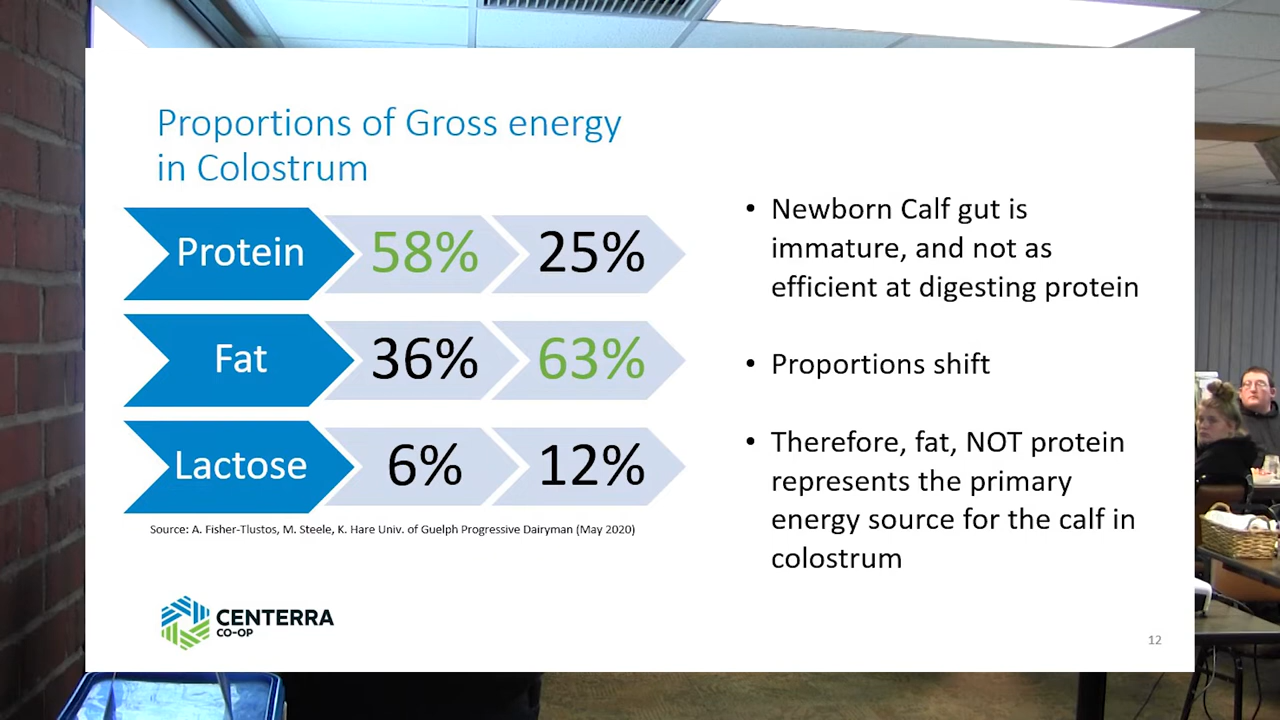 Proportions of Gross energy
in Colostrum
Protein 58% 25%
Fat 36% 63%
Lactose 6% 12%
Source: A. Fisher-Tlustos, M. Steele, K. Hare Univ. of Guelph Progressive Dairyman (May 2020)
• Newborn Calf gut is
immature, and not as
efficient at digesting protein
• Proportions shift
• Therefore, fat, NOT protein
represents the primary
energy source for the calf in
colostrum
CENTERRA
CO-OP
12